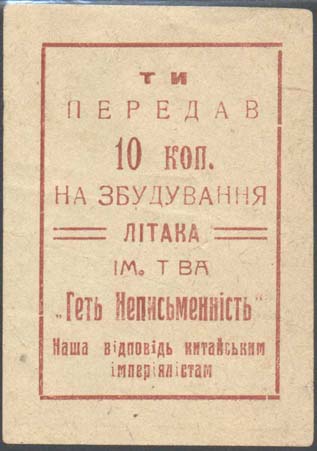 ТИ
ПЕРЕДАВ
10 КОП.
НА ЗБУДУВАННЯ
ЛІТАКА
ІМ. Т ВА
„Геть Неписьменність"
Наша відповідь китайським
імперіялістам